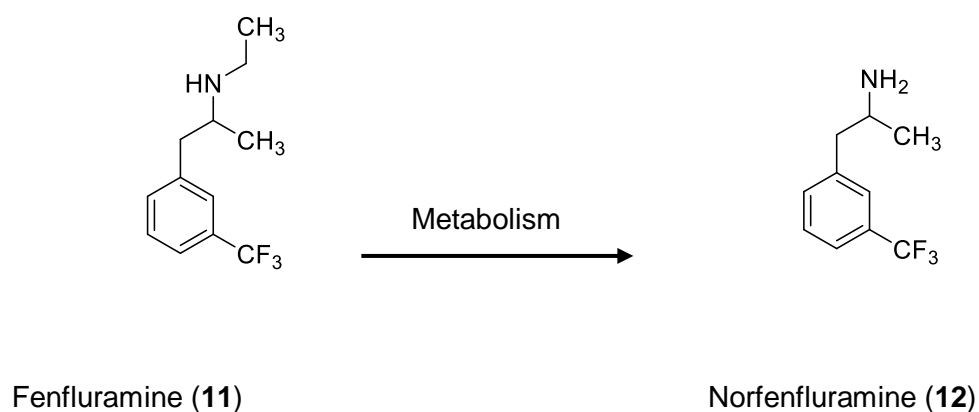 CH₃
HN
CH₃
CF₃
Metabolism
NH₂
CH₃
CF₃
Fenfluramine (11)
Norfenfluramine (12)